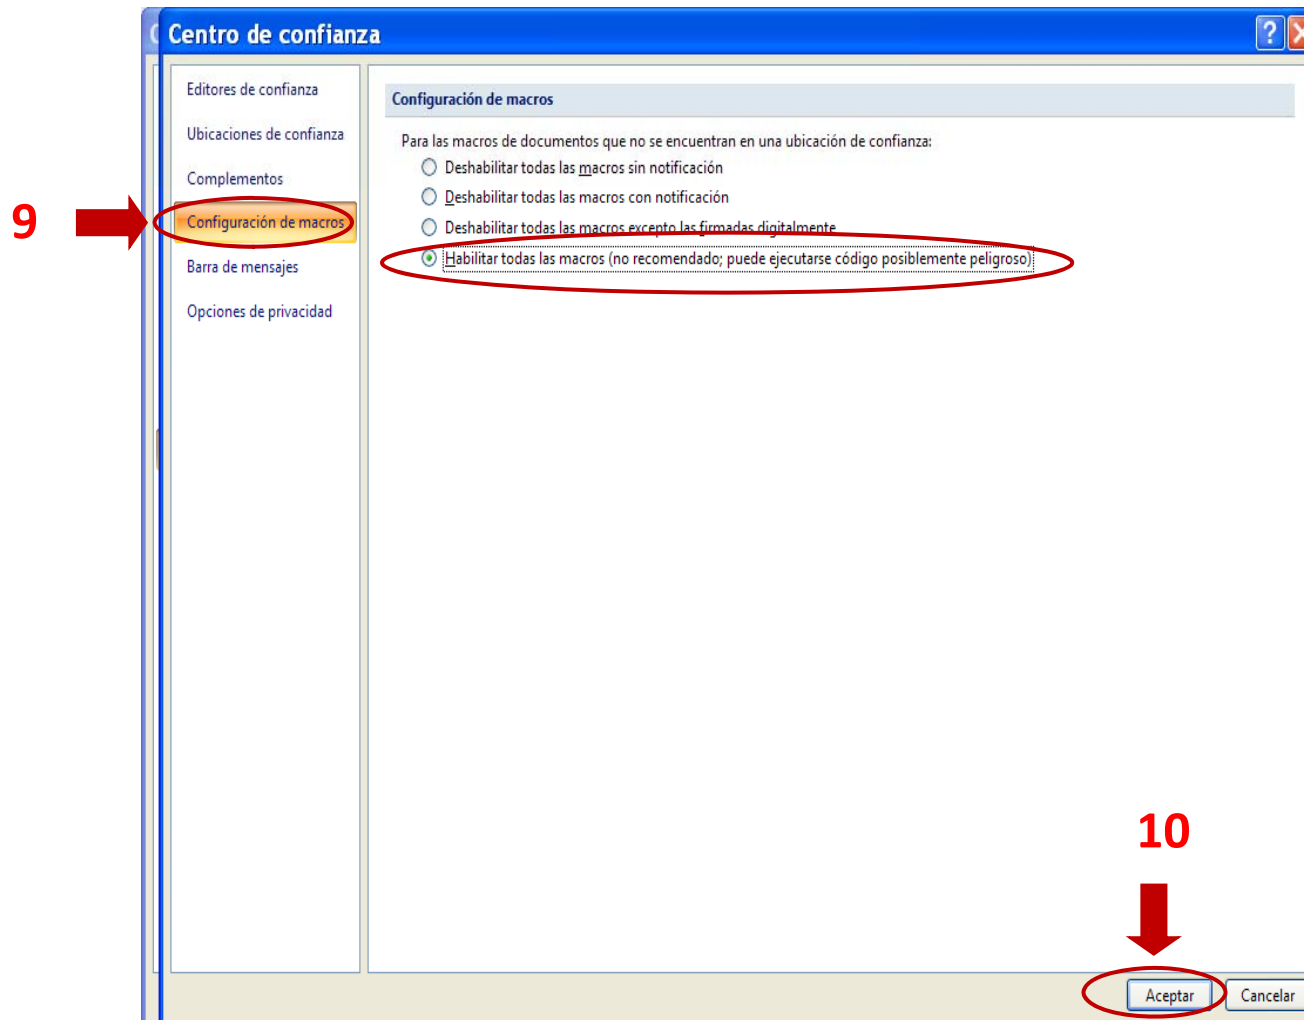 Centro de confianza
Editores de confianza
Ubicaciones de confianza
Complementos
9
Configuración de macros
Barra de mensajes
Opciones de privacidad
Configuración de macros
Para las macros de documentos que no se encuentran en una ubicación de confianza:
Deshabilitar todas las macros sin notificación
Deshabilitar todas las macros con notificación
Deshabilitar todas las macros excepto las firmadas digitalmente
Habilitar todas las macros (no recomendado; puede ejecutarse código posiblemente peligroso)
10
Aceptar
Cancelar